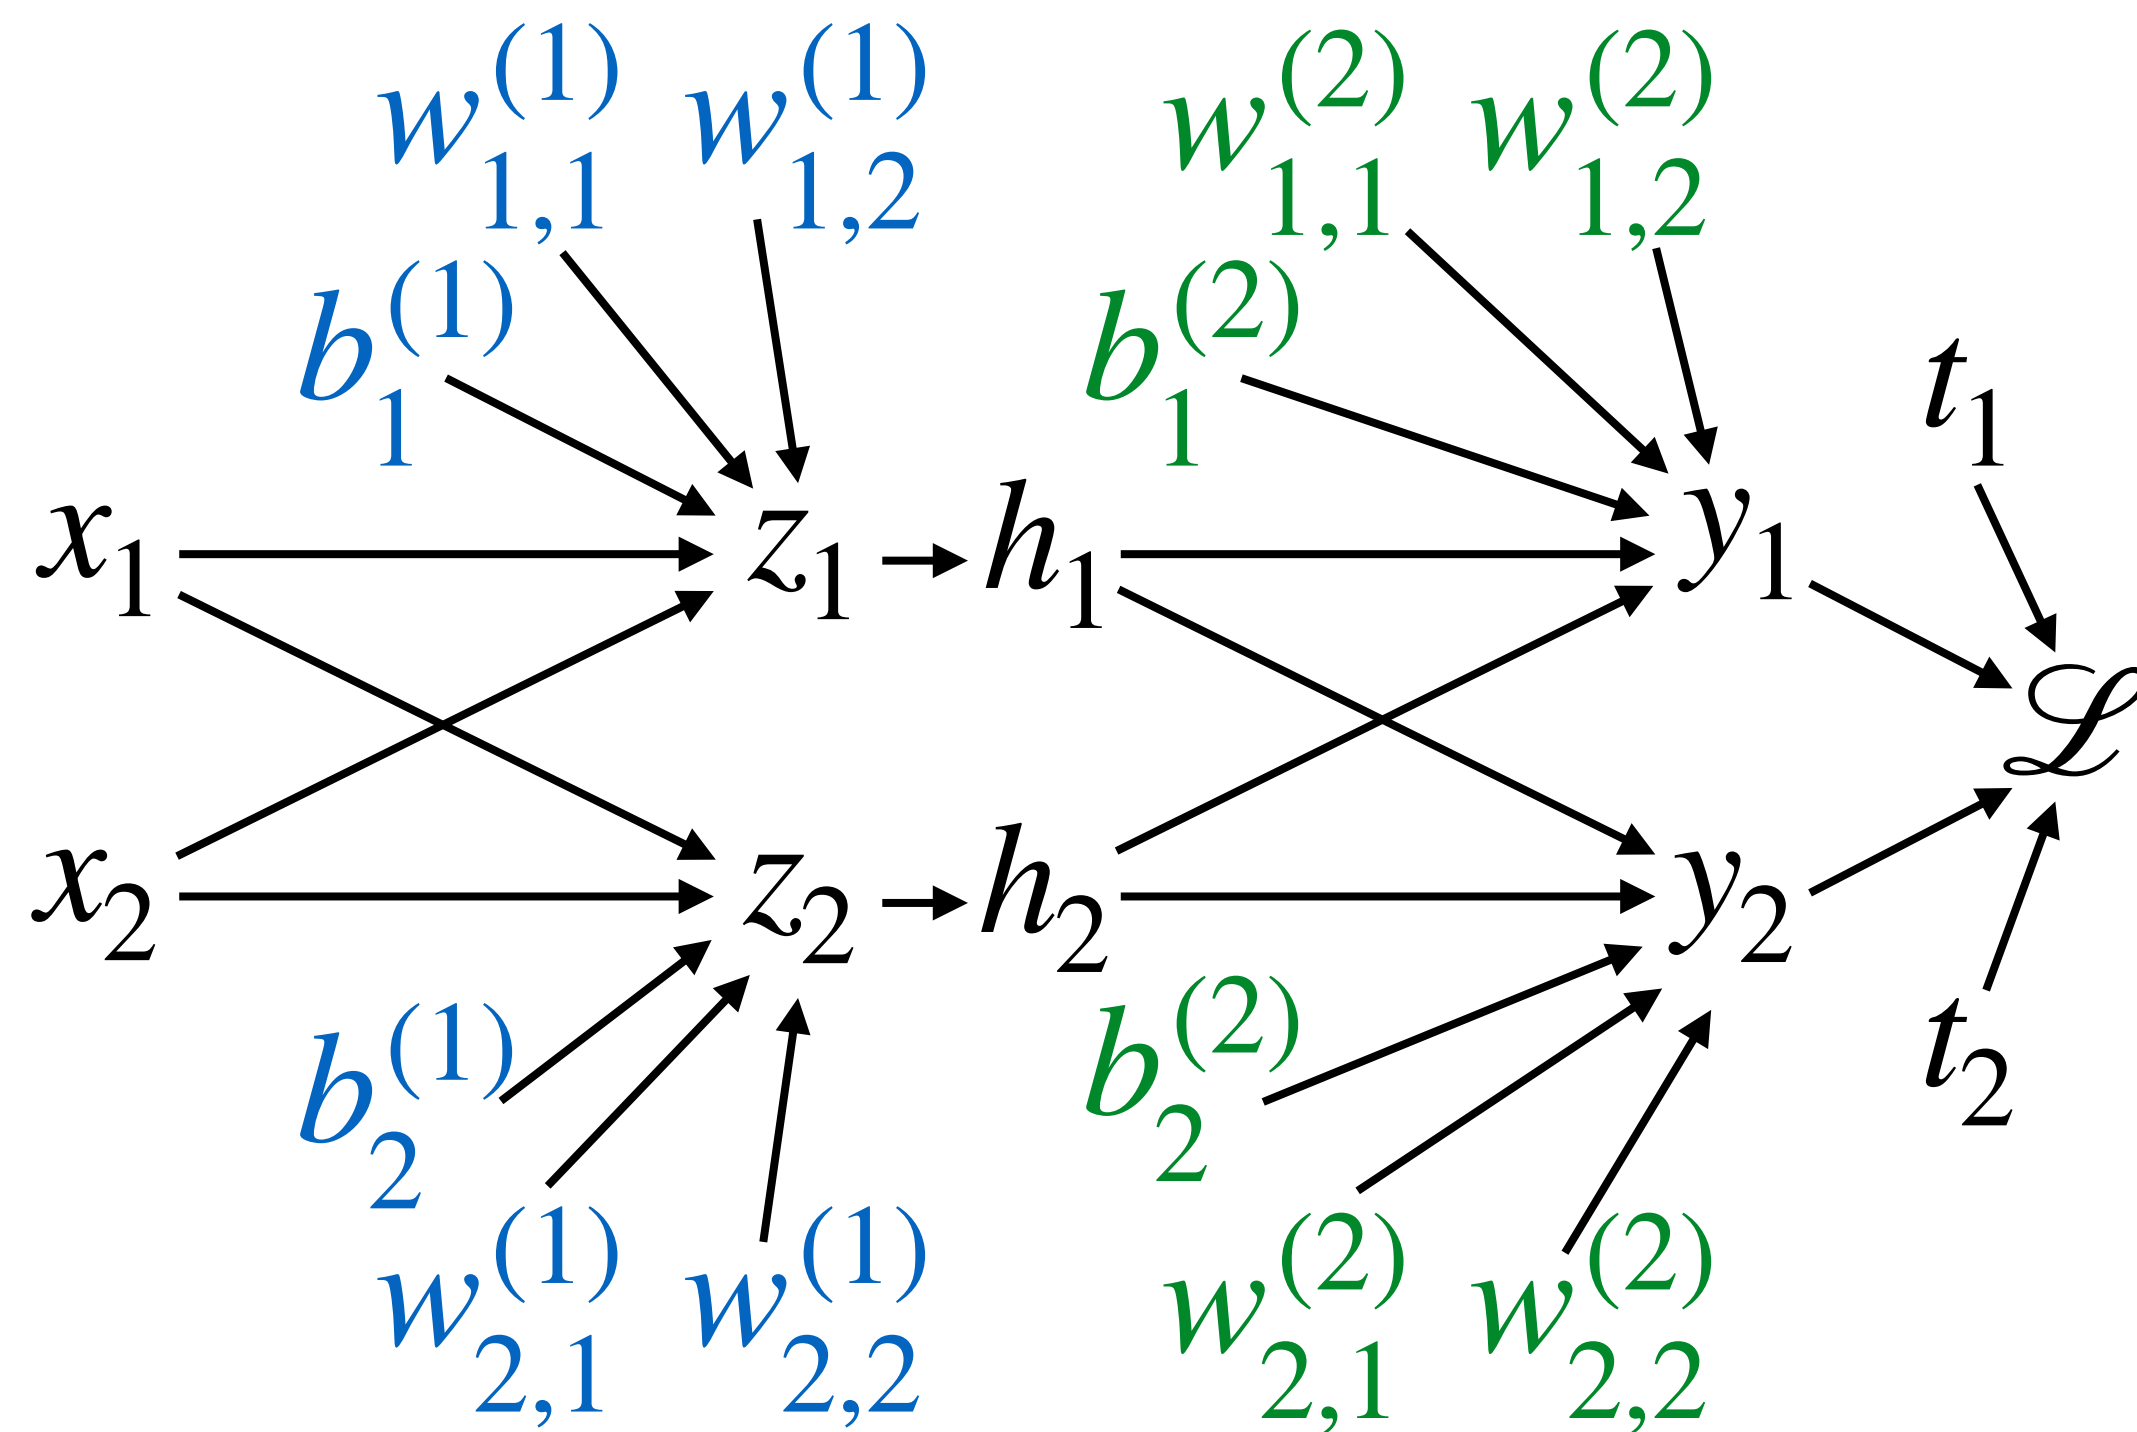 w_{1,1}^{(1)} w_{1,2}^{(1)} w_{1,1}^{(2)} w_{1,2}^{(2)}
b_1^{(1)} b_1^{(2)} t_1
x_1 z_1 h_1 y_1
ℒ
x_2 z_2 h_2 y_2
b_2^{(1)} b_2^{(2)} t_2
w_{2,1}^{(1)} w_{2,2}^{(1)} w_{2,1}^{(2)} w_{2,2}^{(2)}